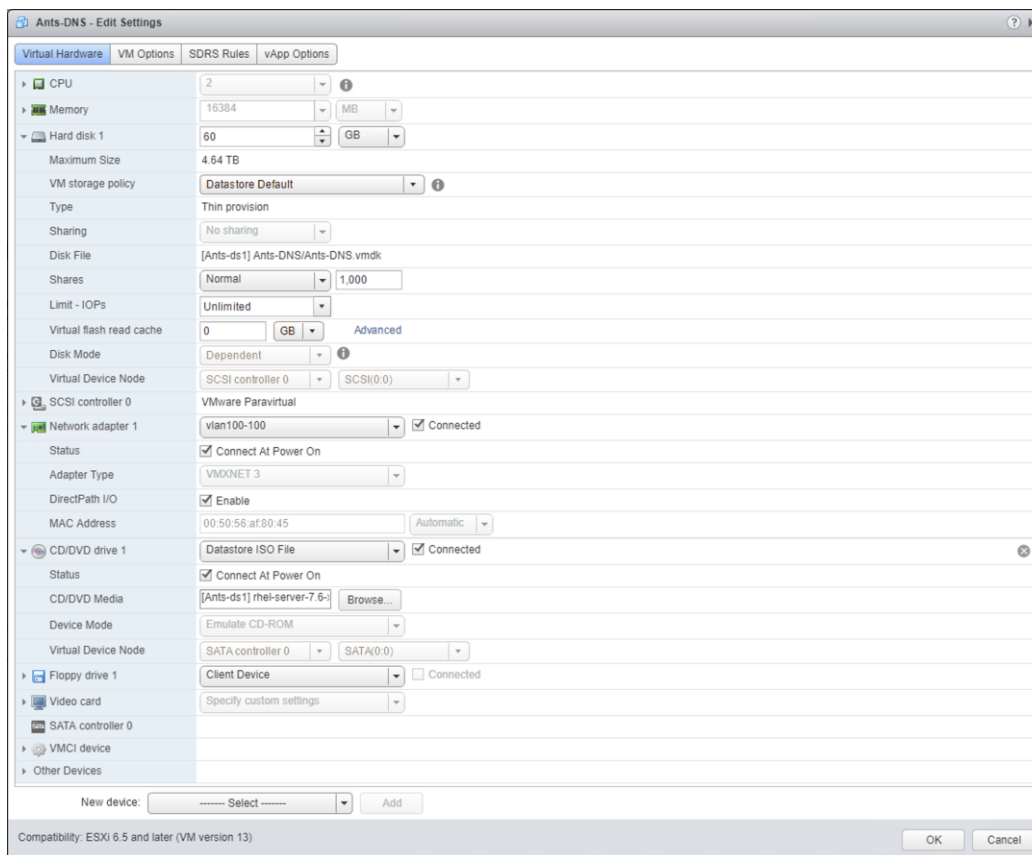 Ants-DNS - Edit Settings ?
Virtual Hardware VM Options SDRS Rules vApp Options
CPU 2
Memory 16384 MB
Hard disk 1 60 GB
Maximum Size 4.64 TB
VM storage policy Datastore Default
Type Thin provision
Sharing No sharing
Disk File [Ants-ds1] Ants-DNS/Ants-DNS.vmdk
Shares Normal 1,000
Limit - IOPs Unlimited
Virtual flash read cache 0 GB Advanced
Disk Mode Dependent
Virtual Device Node SCSI controller 0 SCSI(0:0)
SCSI controller 0 VMware Paravirtual
Network adapter 1 vlan100-100 Connected
Status Connect At Power On
Adapter Type VMXNET 3
DirectPath I/O Enable
MAC Address 00:50:56:af:80:45 Automatic
CD/DVD drive 1 Datastore ISO File Connected
Status Connect At Power On
CD/DVD Media [Ants-ds1] rhel-server-7.6- Browse...
Device Mode Emulate CD-ROM
Virtual Device Node SATA controller 0 SATA(0:0)
Floppy drive 1 Client Device Connected
Video card Specify custom settings
SATA controller 0
VMCI device
Other Devices
New device: ------- Select ------- Add
Compatibility: ESXi 6.5 and later (VM version 13) OK Cancel